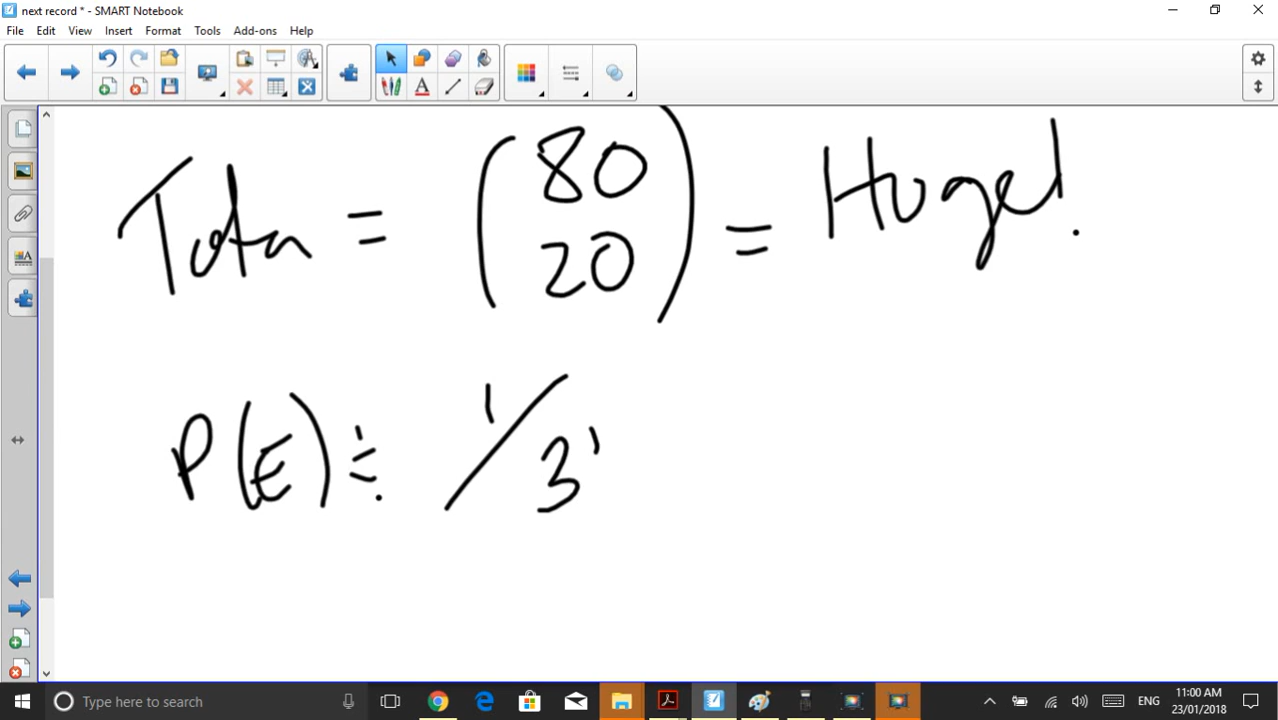 next record * - SMART Notebook
File Edit View Insert Format Tools Add-ons Help
Total = (80
20) = Huge!
P(E) ≑ 1/3
Type here to search
ENG
11:00 AM
23/01/2018